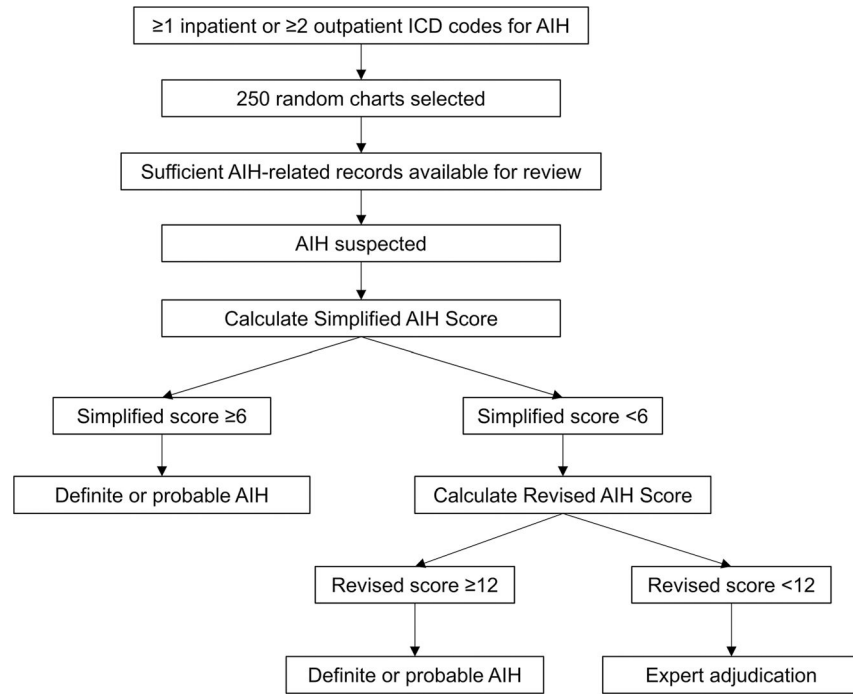 ≥1 inpatient or ≥2 outpatient ICD codes for AIH
250 random charts selected
Sufficient AIH-related records available for review
AIH suspected
Calculate Simplified AIH Score
Simplified score ≥6
Simplified score <6
Definite or probable AIH
Calculate Revised AIH Score
Revised score ≥12
Revised score <12
Definite or probable AIH
Expert adjudication